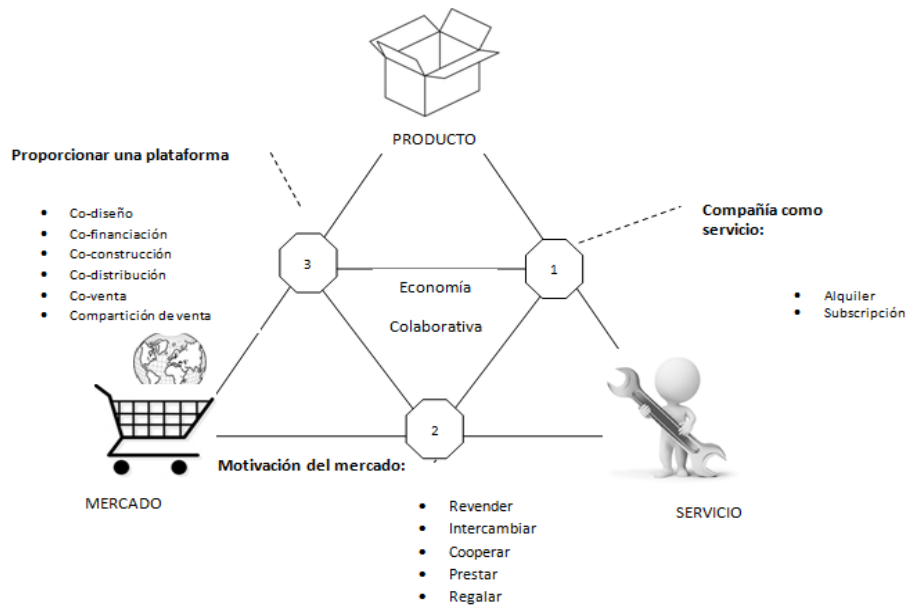 PRODUCTO
Proporcionar una plataforma
• Co-diseño
• Co-financiación
• Co-construcción
• Co-distribución
• Co-venta
• Compartición de venta
Compañía como
servicio:
• Alquiler
• Subscripción
3
1
Economía
Colaborativa
2
Motivación del mercado:
MERCADO
SERVICIO
• Revender
• Intercambiar
• Cooperar
• Prestar
• Regalar